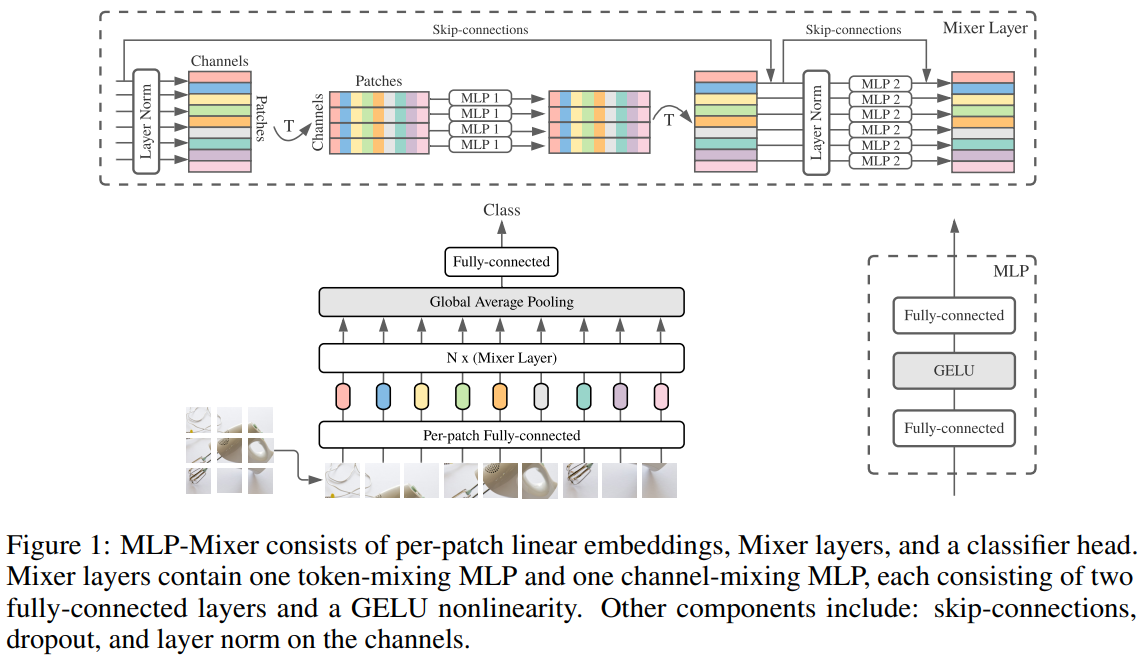 Skip-connections
Skip-connections
Mixer Layer
Channels
Layer Norm
Patches
T
Patches
Channels
MLP 1
MLP 1
MLP 1
MLP 1
T
Layer Norm
MLP 2
MLP 2
MLP 2
MLP 2
MLP 2
MLP 2
Class
Fully-connected
Global Average Pooling
N x (Mixer Layer)
Per-patch Fully-connected
MLP
Fully-connected
GELU
Fully-connected
Figure 1: MLP-Mixer consists of per-patch linear embeddings, Mixer layers, and a classifier head.
Mixer layers contain one token-mixing MLP and one channel-mixing MLP, each consisting of two
fully-connected layers and a GELU nonlinearity. Other components include: skip-connections,
dropout, and layer norm on the channels.